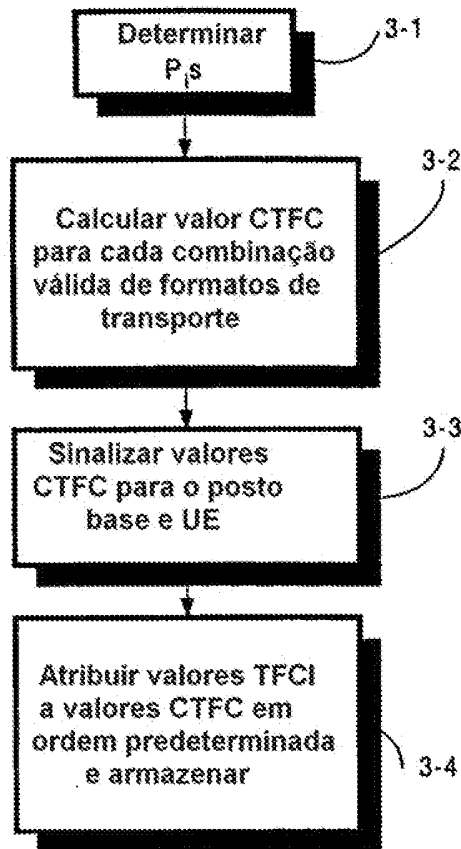 Determinar
Pis
3-1
3-2
Calcular valor CTFC
para cada combinação
válida de formatos de
transporte
3-3
Sinalizar valores
CTFC para o posto
base e UE
Atribuir valores TFCI
a valores CTFC em
ordem predeterminada
e armazenar
3-4